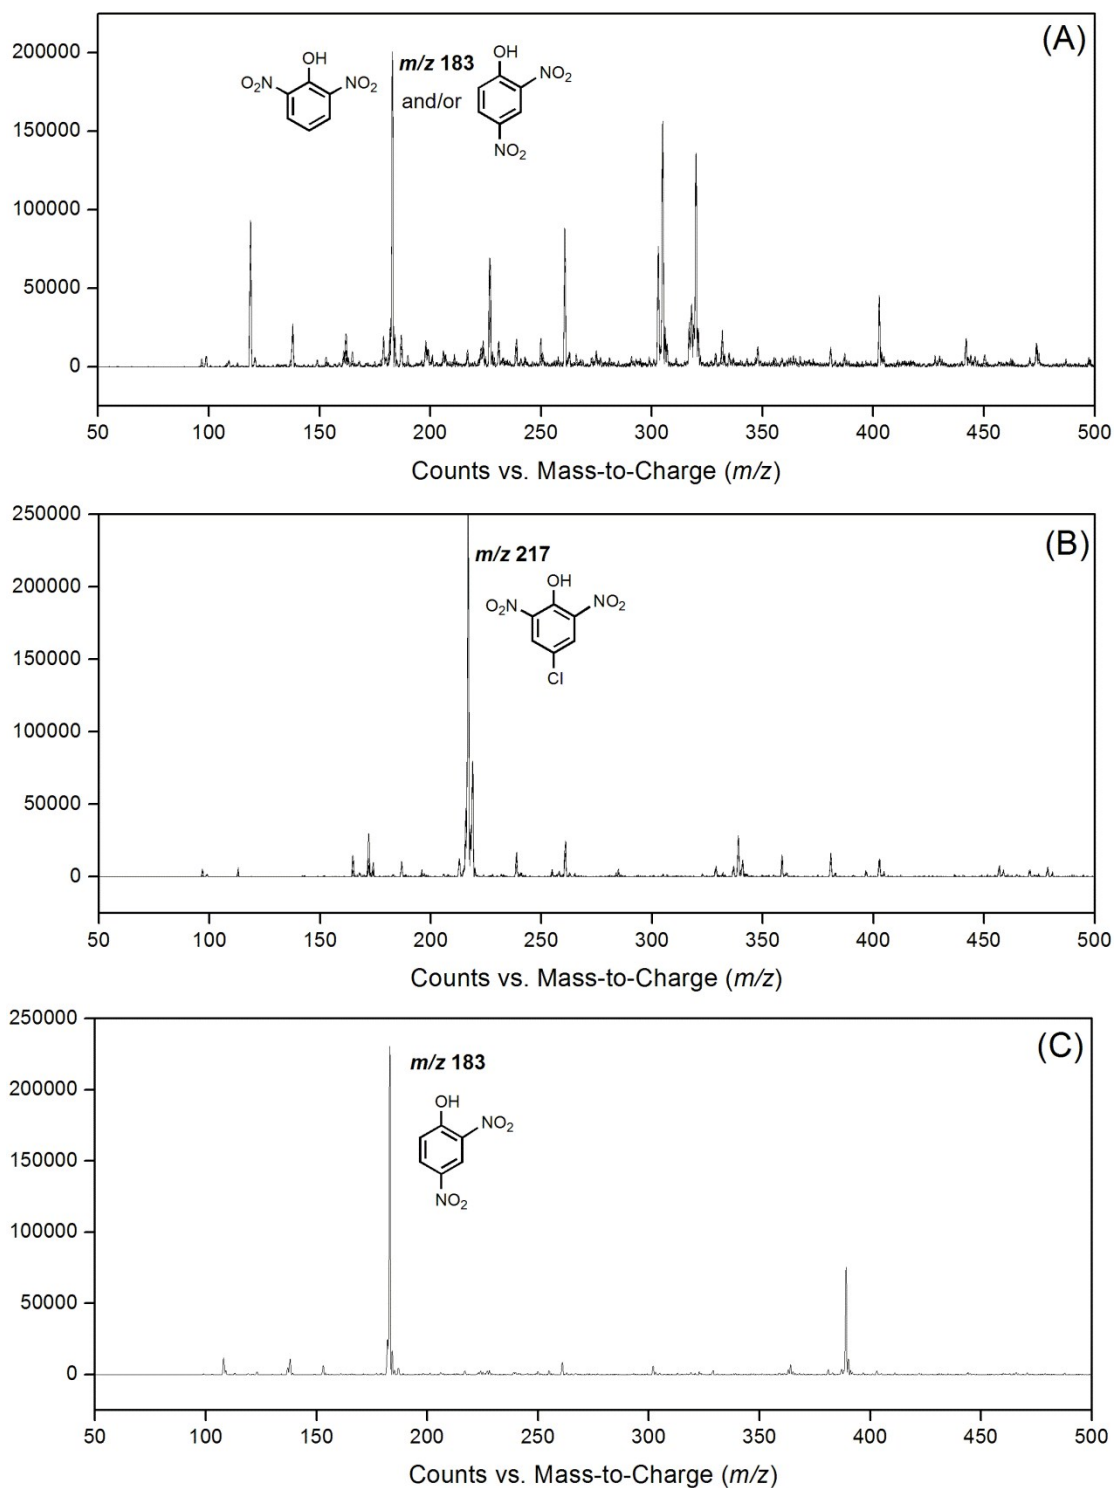 (A)
200000
150000
100000
50000
0
OH
O₂N
NO₂
m/z 183
and/or
OH
NO₂
NO₂
50 100 150 200 250 300 350 400 450 500
Counts vs. Mass-to-Charge (m/z)
(B)
250000
200000
150000
100000
50000
0
m/z 217
OH
O₂N
NO₂
Cl
50 100 150 200 250 300 350 400 450 500
Counts vs. Mass-to-Charge (m/z)
(C)
250000
200000
150000
100000
50000
0
m/z 183
OH
NO₂
NO₂
50 100 150 200 250 300 350 400 450 500
Counts vs. Mass-to-Charge (m/z)